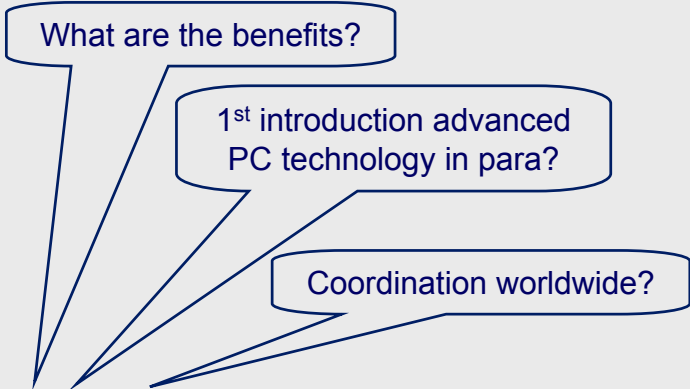 What are the benefits?
1st introduction advanced
PC technology in para?
Coordination worldwide?